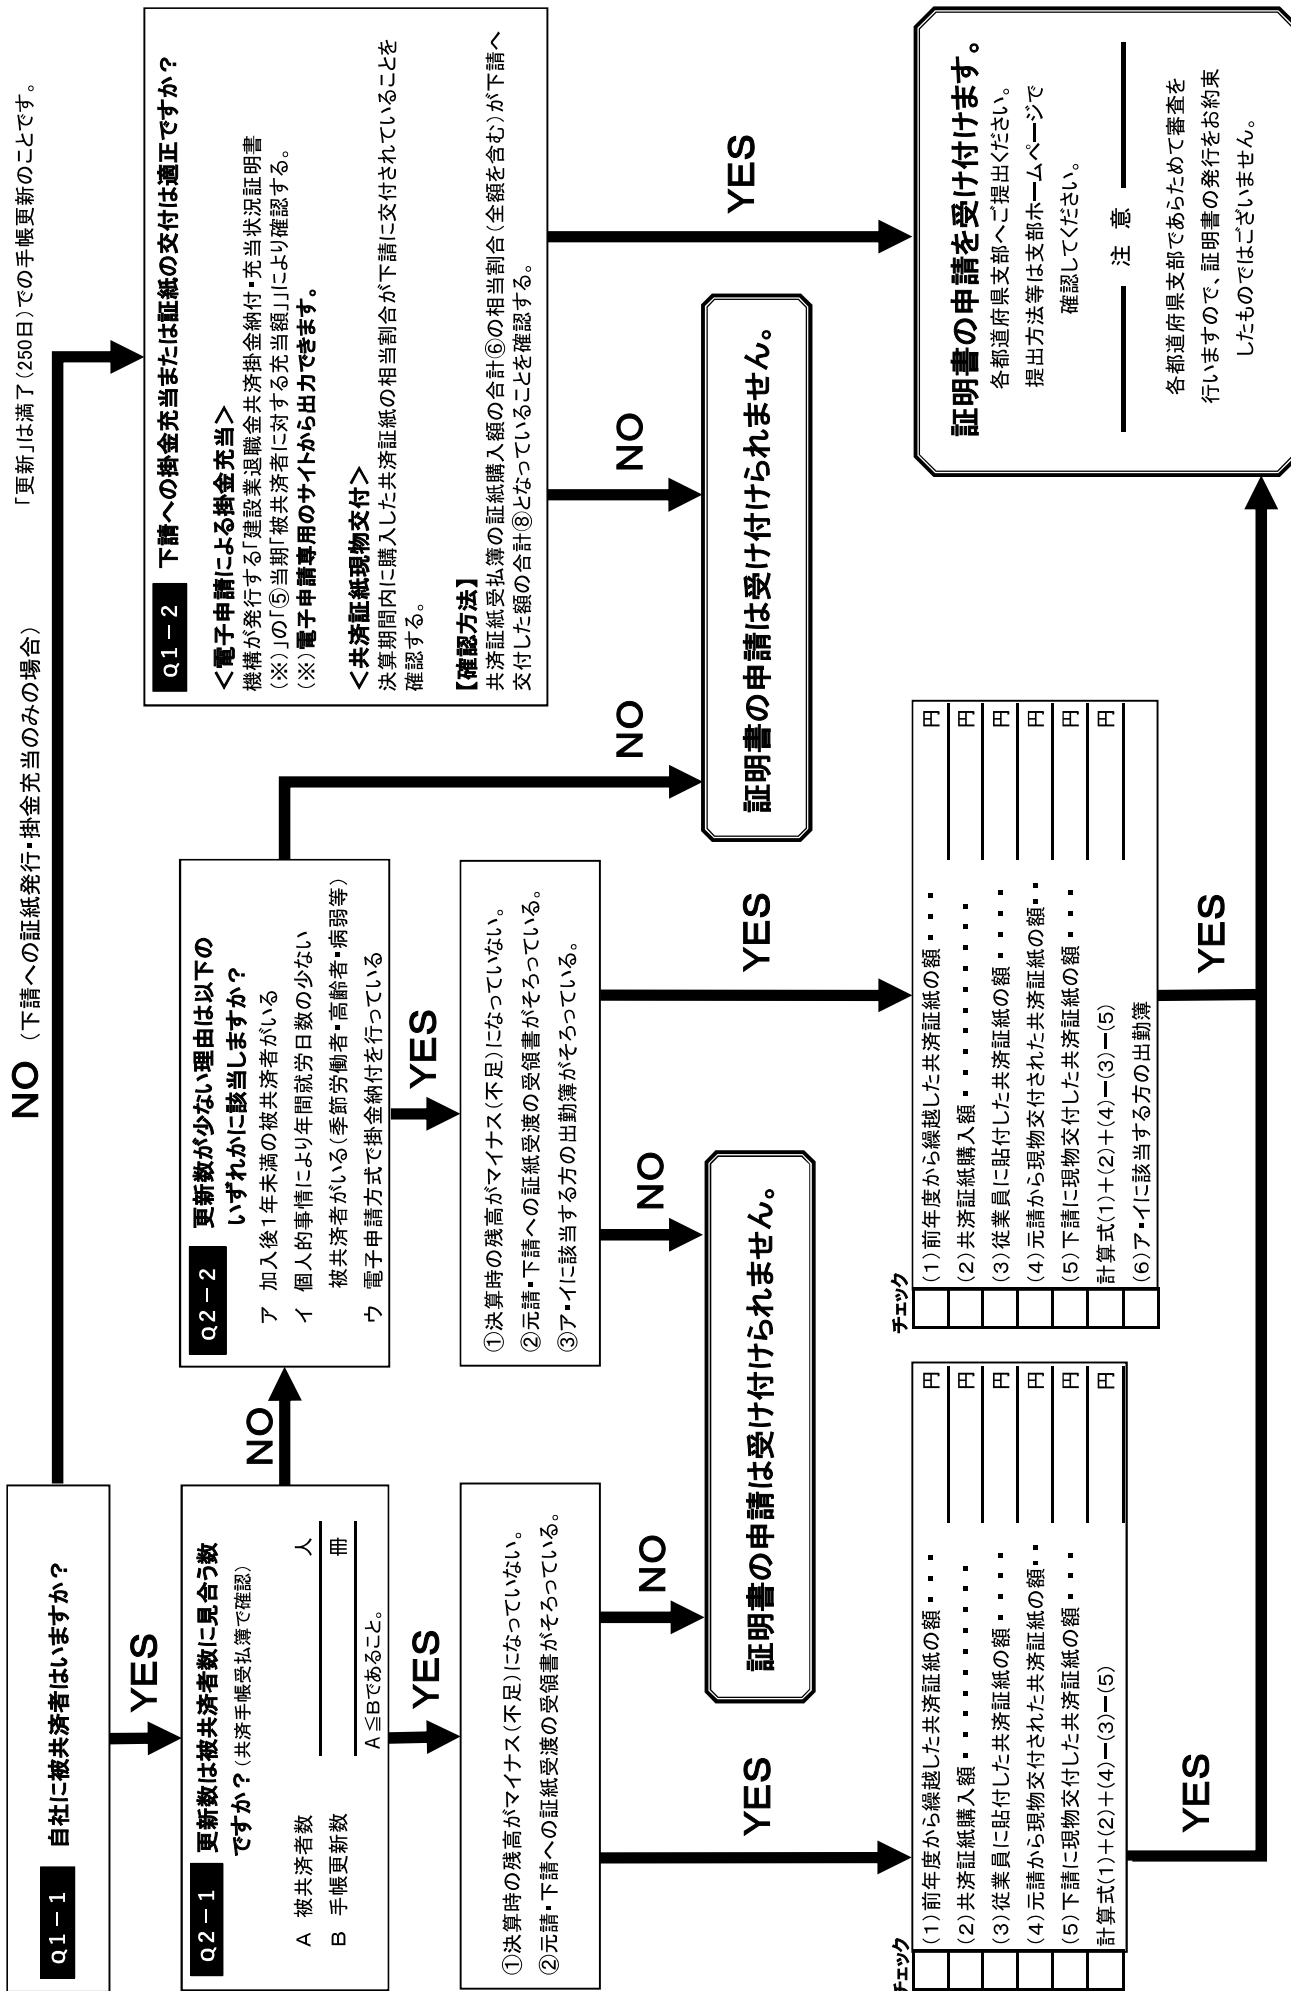 NO（下請への証紙発行・掛金充当のみの場合）
「更新」は満了（250日）での手帳更新のことです。
Q1－1
自社に被共済者はいますか？
YES
Q1－2
下請への掛金充当または証紙の交付は適正ですか？
＜電子申請による掛金充当＞
機構が発行する「建設業退職金共済掛金納付・充当状況証明書
（※）」の「⑤当期「被共済者に対する充当額」」により確認する。
（※）電子申請専用のサイトから出力できます。
＜共済証紙現物交付＞
決算期間内に購入した共済証紙の相当割合が下請に交付されていることを
確認する。
【確認方法】
共済証紙受払簿の証紙購入額の合計⑥の相当割合（全額を含む）が下請へ
交付した額の合計⑧となっていることを確認する。
Q2－1
更新数は被共済者数に見合う数
ですか？（共済手帳受払簿で確認）
A 被共済者数 人
B 手帳更新数 冊
A≦Bであること。
NO
Q2－2
更新数が少ない理由は以下の
いずれかに該当しますか？
ア 加入後1年未満の被共済者がいる
イ 個人的事情により年間就労日数の少ない
被共済者がいる（季節労働者・高齢者・病弱等）
ウ 電子申請方式で掛金納付を行っている
YES
YES
①決算時の残高がマイナス（不足）になっていない。
②元請・下請への証紙受渡の受領書がそろっている。
①決算時の残高がマイナス（不足）になっていない。
②元請・下請への証紙受渡の受領書がそろっている。
③ア・イに該当する方の出勤簿がそろっている。
NO
NO
NO
NO
YES
YES
YES
証明書の申請は受け付けられません。
証明書の申請は受け付けられません。
チェック
（1）前年度から繰越した共済証紙の額・・・ 円
（2）共済証紙購入額・・・・・・・・・・・ 円
（3）従業員に貼付した共済証紙の額・・・・ 円
（4）元請から現物交付された共済証紙の額・・ 円
（5）下請に現物交付した共済証紙の額・・・ 円
計算式(1)＋(2)＋(4)－(3)－(5) 円
チェック
（1）前年度から繰越した共済証紙の額・・・ 円
（2）共済証紙購入額・・・・・・・・・・・ 円
（3）従業員に貼付した共済証紙の額・・・・ 円
（4）元請から現物交付された共済証紙の額・・ 円
（5）下請に現物交付した共済証紙の額・・・ 円
計算式(1)＋(2)＋(4)－(3)－(5) 円
（6）ア・イに該当する方の出勤簿
YES
YES
証明書の申請を受け付けます。
各都道府県支部へご提出ください。
提出方法等は支部ホームページで
確認してください。
注 意
各都道府県支部であらためて審査を
行いますので、証明書の発行をお約束
したものではございません。